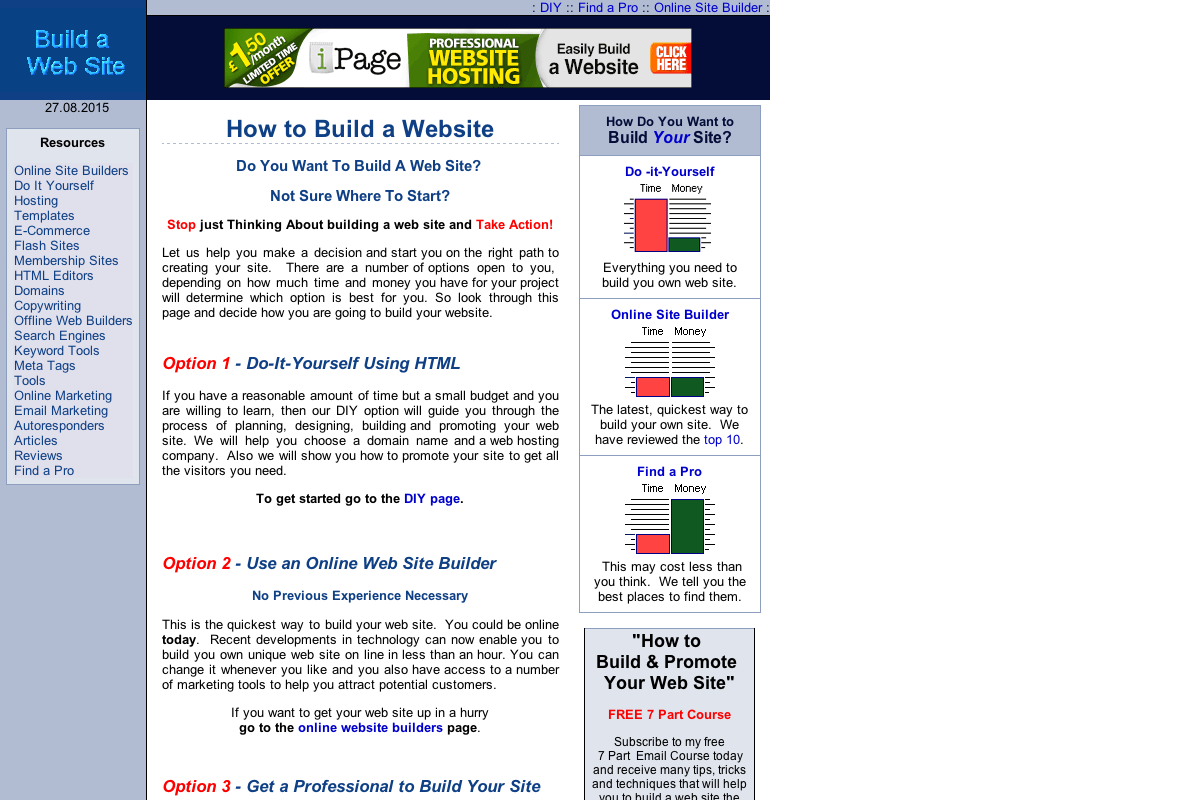 : DIY :: Find a Pro :: Online Site Builder :
Build a
Web Site
£1.50
/month
LIMITED TIME
OFFER
iPage
PROFESSIONAL
WEBSITE
HOSTING
Easily Build
a Website
CLICK
HERE
27.08.2015
Resources
Online Site Builders
Do It Yourself
Hosting
Templates
E-Commerce
Flash Sites
Membership Sites
HTML Editors
Domains
Copywriting
Offline Web Builders
Search Engines
Keyword Tools
Meta Tags
Tools
Online Marketing
Email Marketing
Autoresponders
Articles
Reviews
Find a Pro
How to Build a Website
Do You Want To Build A Web Site?
Not Sure Where To Start?
Stop just Thinking About building a web site and Take Action!
Let us help you make a decision and start you on the right path to
creating your site. There are a number of options open to you,
depending on how much time and money you have for your project
will determine which option is best for you. So look through this
page and decide how you are going to build your website.
Option 1 - Do-It-Yourself Using HTML
If you have a reasonable amount of time but a small budget and you
are willing to learn, then our DIY option will guide you through the
process of planning, designing, building and promoting your web
site. We will help you choose a domain name and a web hosting
company. Also we will show you how to promote your site to get all
the visitors you need.
To get started go to the DIY page.
Option 2 - Use an Online Web Site Builder
No Previous Experience Necessary
This is the quickest way to build your web site. You could be online
today. Recent developments in technology can now enable you to
build you own unique web site on line in less than an hour. You can
change it whenever you like and you also have access to a number
of marketing tools to help you attract potential customers.
If you want to get your web site up in a hurry
go to the online website builders page.
Option 3 - Get a Professional to Build Your Site
How Do You Want to
Build Your Site?
Do -it-Yourself
Time Money
Everything you need to
build you own web site.
Online Site Builder
Time Money
The latest, quickest way to
build your own site. We
have reviewed the top 10.
Find a Pro
Time Money
This may cost less than
you think. We tell you the
best places to find them.
"How to
Build & Promote
Your Web Site"
FREE 7 Part Course
Subscribe to my free
7 Part Email Course today
and receive many tips, tricks
and techniques that will help
you to build a web site the